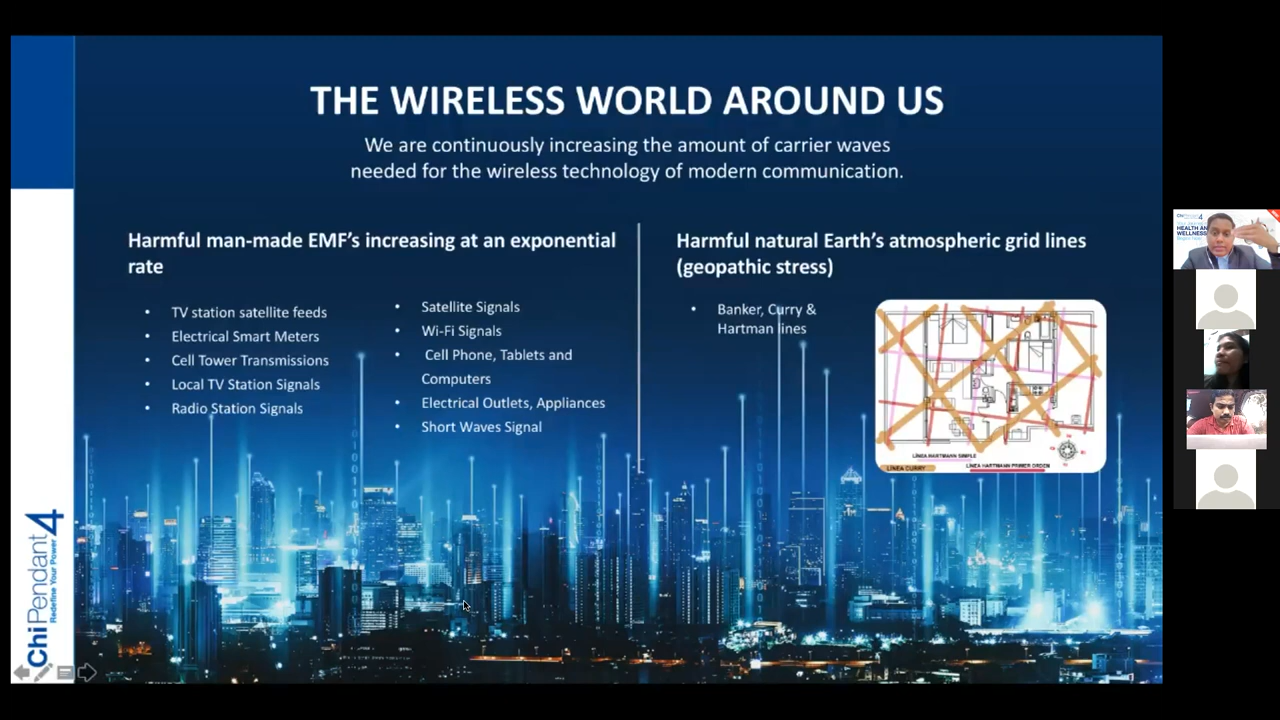 THE WIRELESS WORLD AROUND US
We are continuously increasing the amount of carrier waves
needed for the wireless technology of modern communication.
Harmful man-made EMF's increasing at an exponential
rate
• TV station satellite feeds
• Electrical Smart Meters
• Cell Tower Transmissions
• Local TV Station Signals
• Radio Station Signals
• Satellite Signals
• Wi-Fi Signals
• Cell Phone, Tablets and
Computers
• Electrical Outlets, Appliances
• Short Waves Signal
Harmful natural Earth's atmospheric grid lines
(geopathic stress)
• Banker, Curry &
Hartman lines
LÍNEA HARTMANN SIMPLE
LÍNEA CURRY
LÍNEA HARTMANN PRIMER ORDEN
ChiPendant4
Redefine Your Power
HEALTH AN
WELLNESS